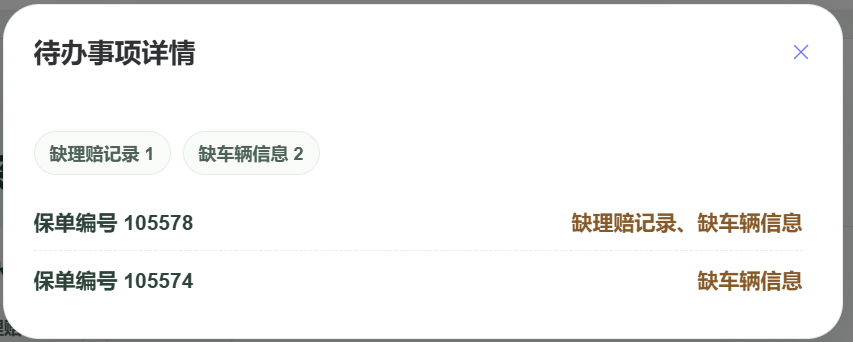 待办事项详情
缺理赔记录 1 缺车辆信息 2
保单编号 105578 缺理赔记录、缺车辆信息
保单编号 105574 缺车辆信息